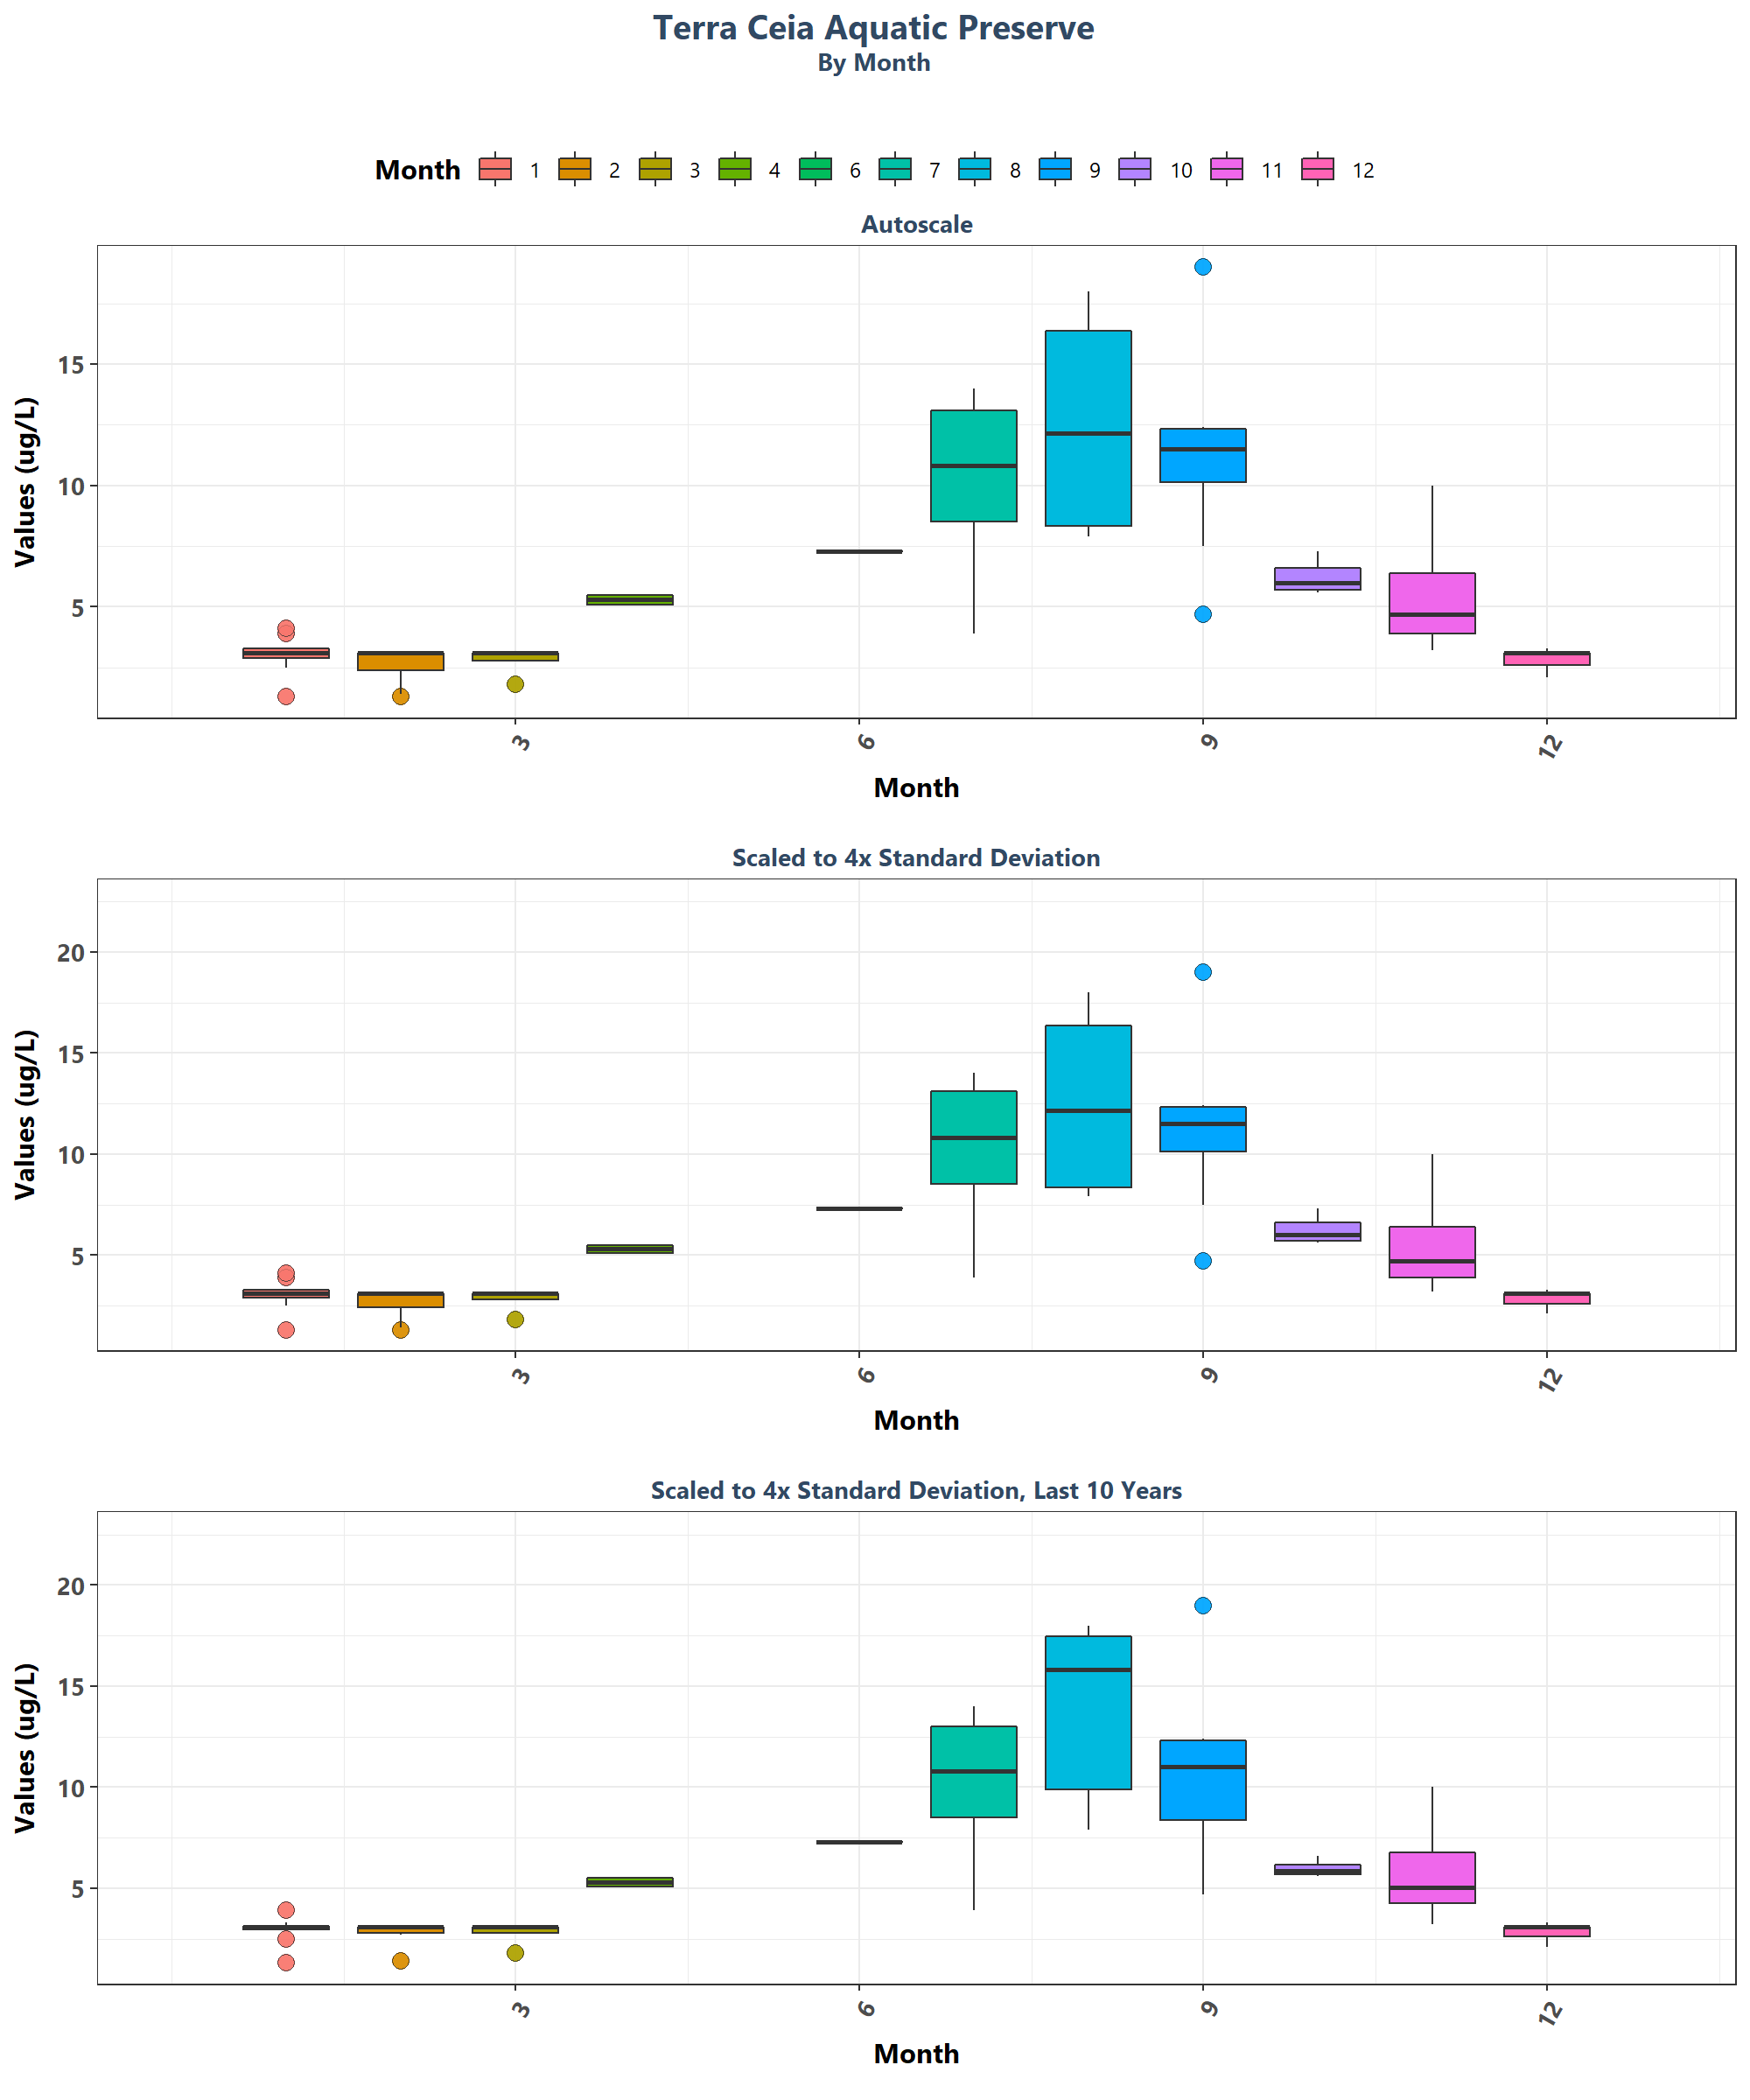 Terra Ceia Aquatic Preserve
By Month
Month 1 2 3 4 6 7 8 9 10 11 12
Autoscale
Values (ug/L)
15
10
5
3 6 9 12
Month
Scaled to 4x Standard Deviation
Values (ug/L)
20
15
10
5
3 6 9 12
Month
Scaled to 4x Standard Deviation, Last 10 Years
Values (ug/L)
20
15
10
5
3 6 9 12
Month